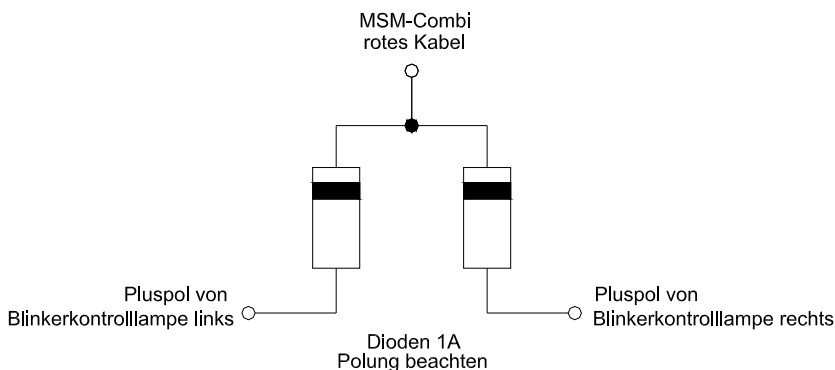 MSM-Combi
rotes Kabel
Pluspol von
Blinkerkontrolllampe links
Pluspol von
Blinkerkontrolllampe rechts
Dioden 1A
Polung beachten